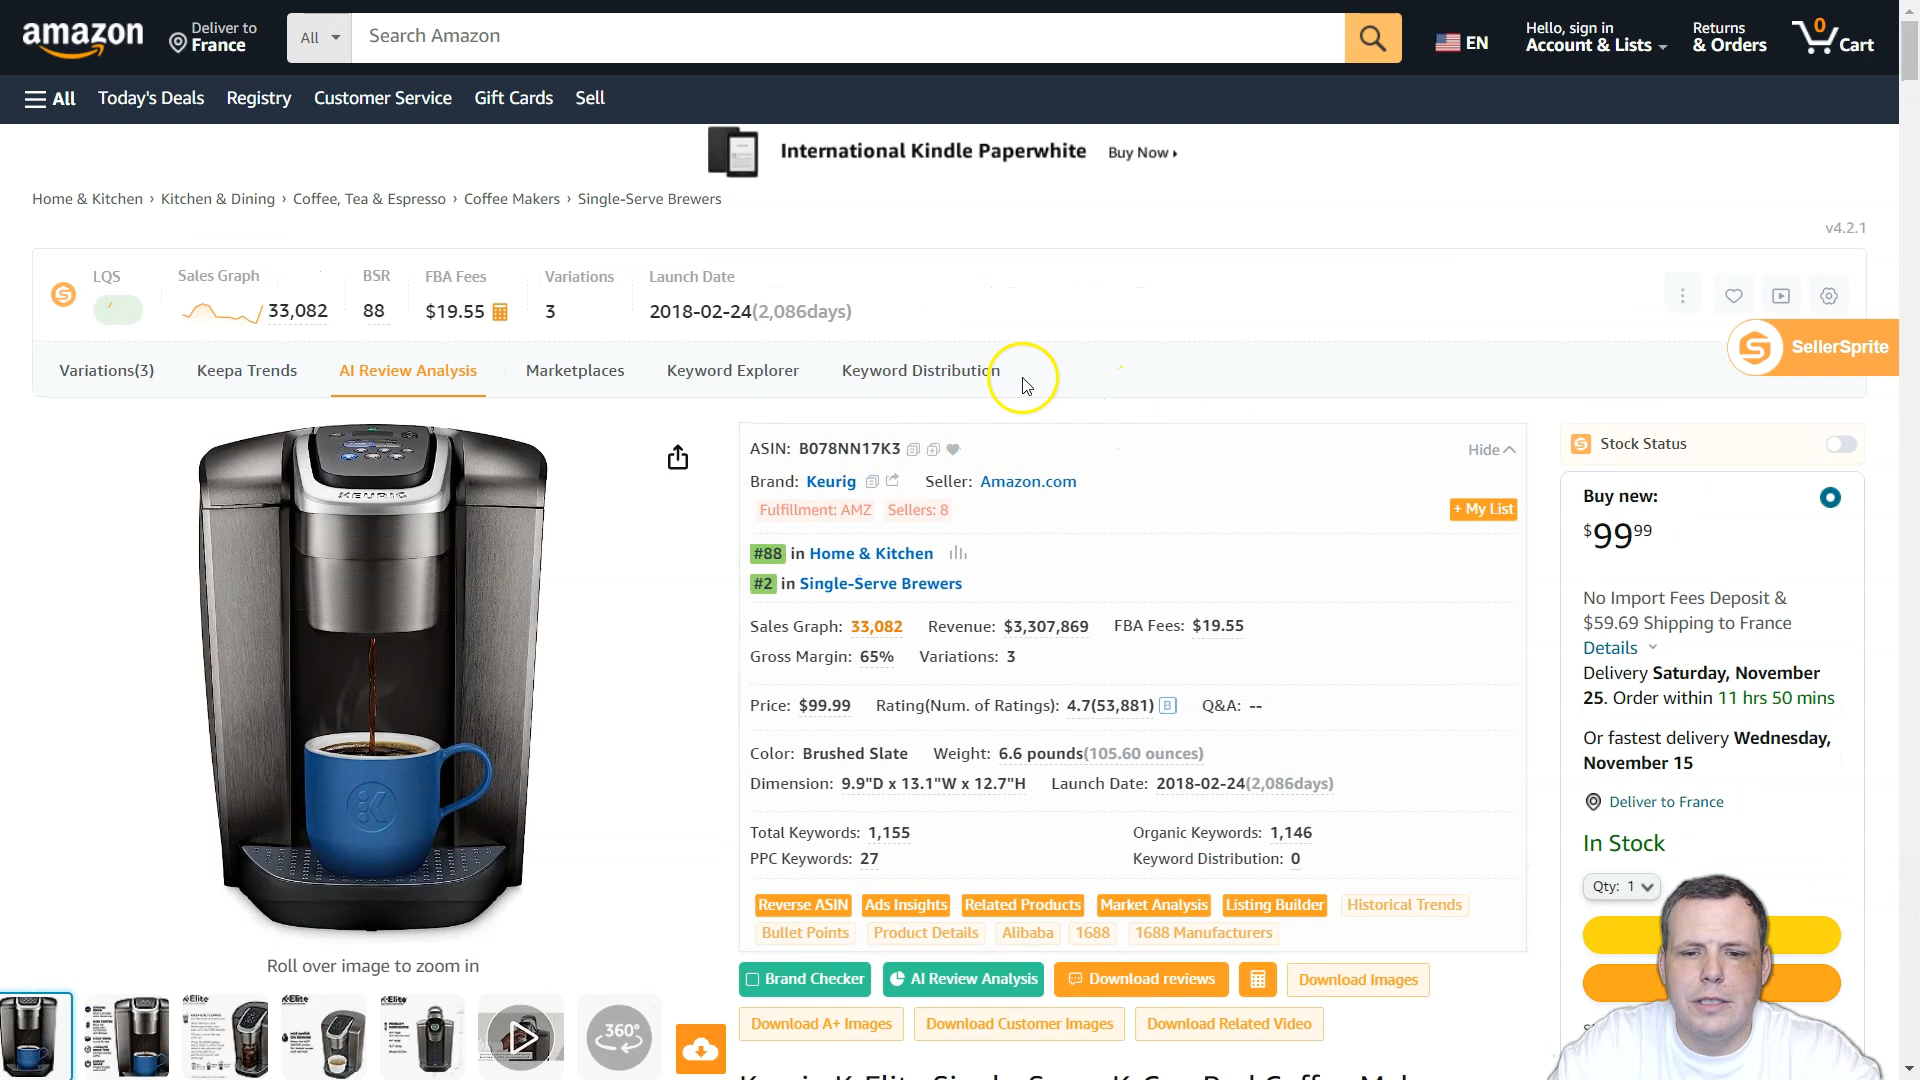 amazon
Deliver to
France
All
Search Amazon
EN
Hello, sign in
Account & Lists
Returns
& Orders
0
Cart
All
Today's Deals
Registry
Customer Service
Gift Cards
Sell
International Kindle Paperwhite
Buy Now
Home & Kitchen › Kitchen & Dining › Coffee, Tea & Espresso › Coffee Makers › Single-Serve Brewers
v4.2.1
LQS
Sales Graph
33,082
BSR
88
FBA Fees
$19.55
Variations
3
Launch Date
2018-02-24(2,086days)
SellerSprite
Variations(3)
Keepa Trends
AI Review Analysis
Marketplaces
Keyword Explorer
Keyword Distribution
KEURIG
ASIN: B078NN17K3
Hide
Brand: Keurig
Seller: Amazon.com
Fulfillment: AMZ
Sellers: 8
+ My List
#88 in Home & Kitchen
#2 in Single-Serve Brewers
Sales Graph: 33,082
Revenue: $3,307,869
FBA Fees: $19.55
Gross Margin: 65%
Variations: 3
Price: $99.99
Rating(Num. of Ratings): 4.7(53,881)
B
Q&A: --
Color: Brushed Slate
Weight: 6.6 pounds(105.60 ounces)
Dimension: 9.9"D x 13.1"W x 12.7"H
Launch Date: 2018-02-24(2,086days)
Total Keywords: 1,155
Organic Keywords: 1,146
PPC Keywords: 27
Keyword Distribution: 0
Reverse ASIN
Ads Insights
Related Products
Market Analysis
Listing Builder
Historical Trends
Bullet Points
Product Details
Alibaba
1688
1688 Manufacturers
Brand Checker
AI Review Analysis
Download reviews
Download Images
Download A+ Images
Download Customer Images
Download Related Video
Roll over image to zoom in
360°
Stock Status
Buy new:
$99.99
No Import Fees Deposit &
$59.69 Shipping to France
Details
Delivery Saturday, November
25. Order within 11 hrs 50 mins
Or fastest delivery Wednesday,
November 15
Deliver to France
In Stock
Qty: 1